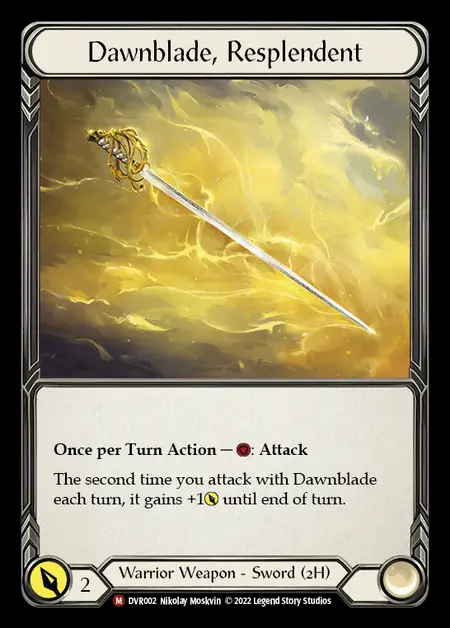 Dawnblade, Resplendent
Once per Turn Action — : Attack
The second time you attack with Dawnblade
each turn, it gains +1 until end of turn.
2
Warrior Weapon - Sword (2H)
M DVR002 Nikolay Moskvin © 2022 Legend Story Studios